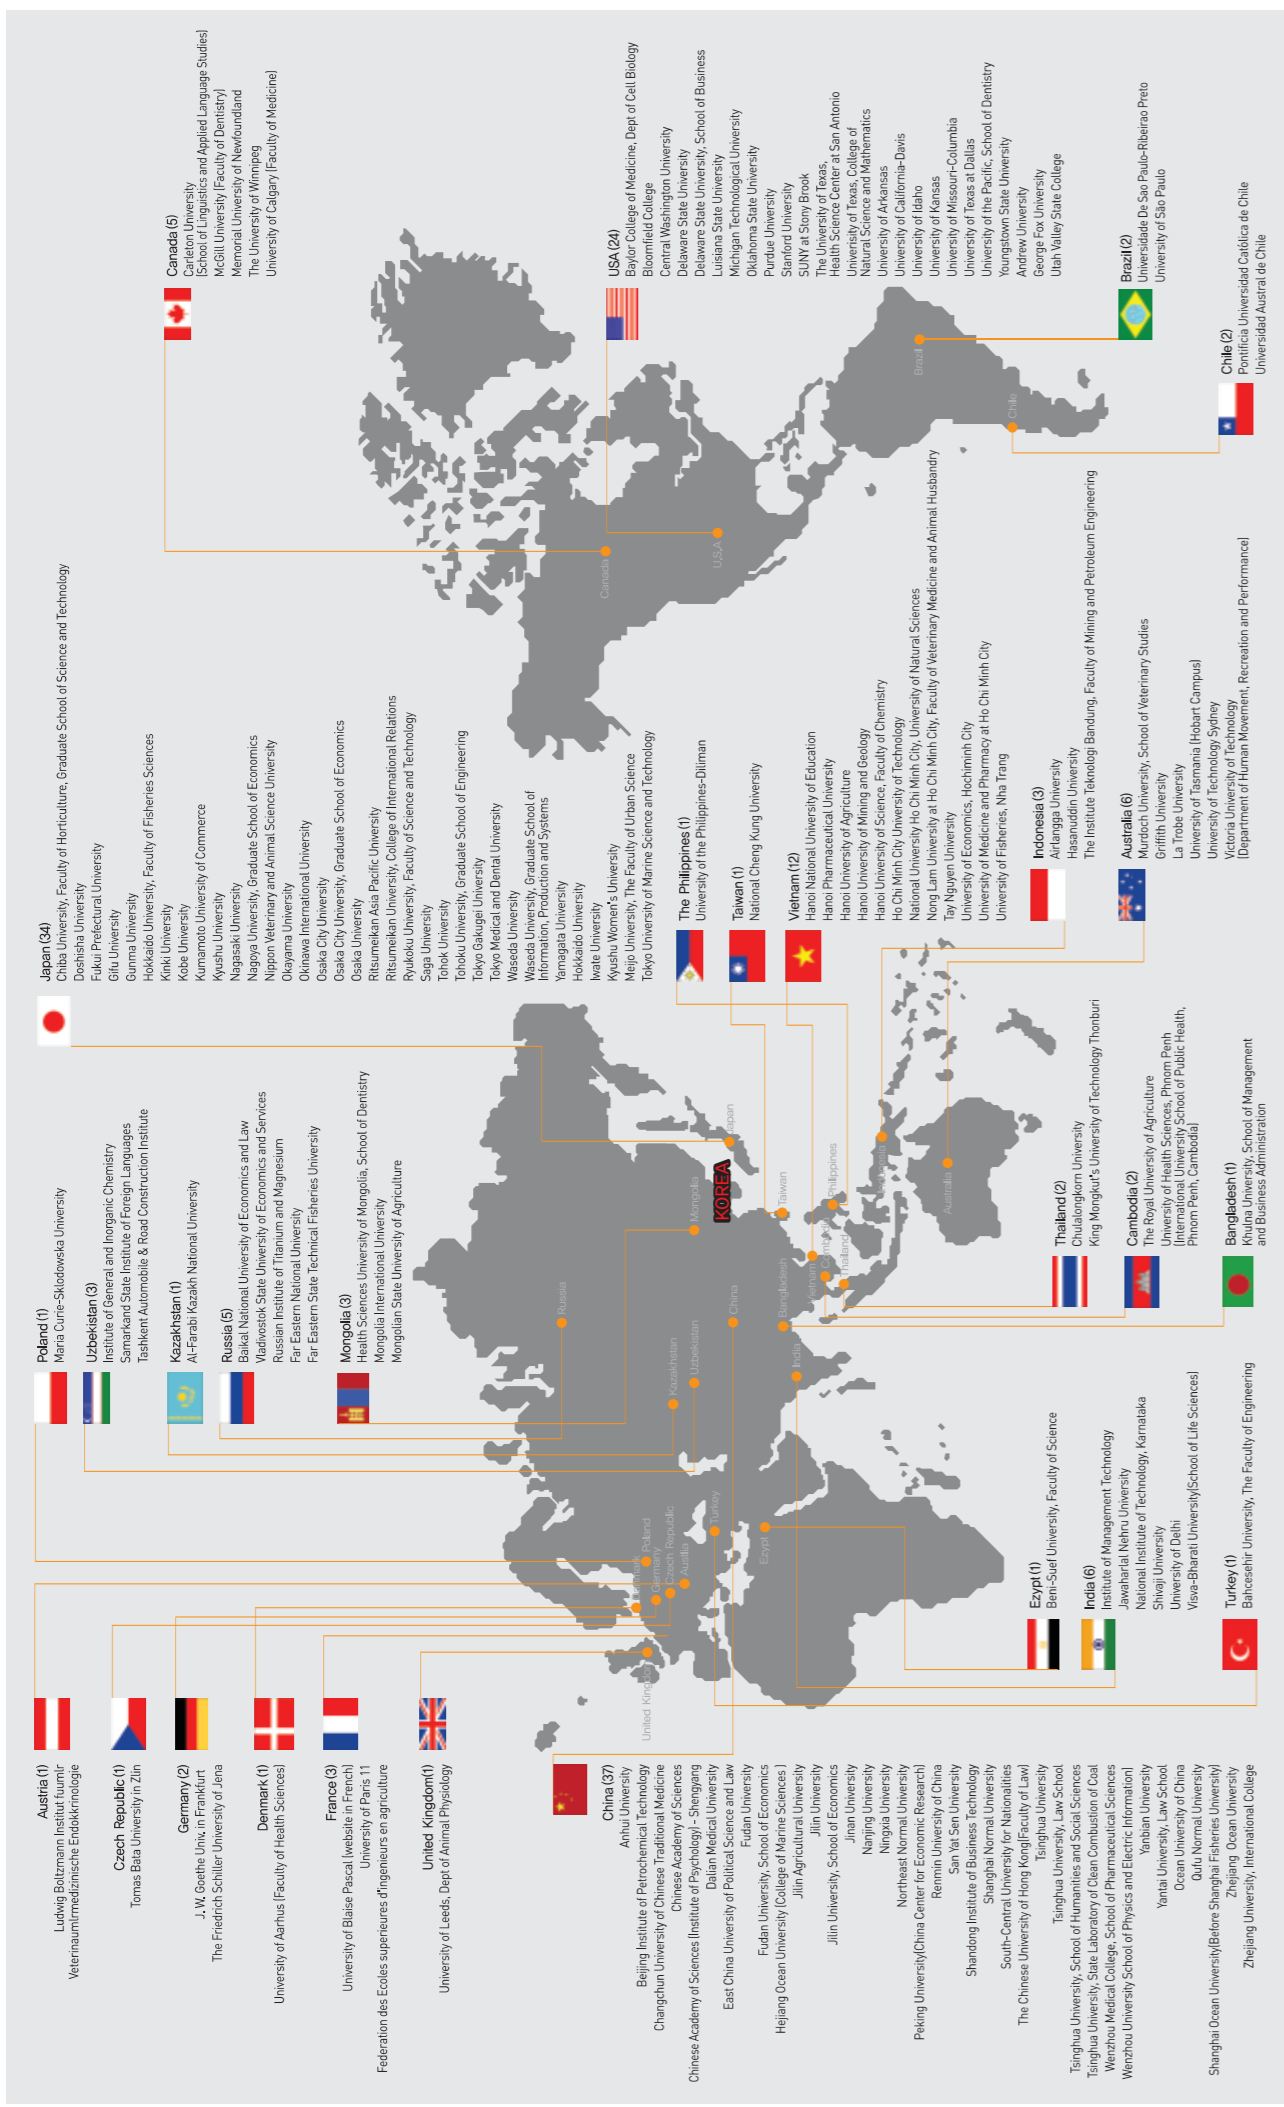 Austria (1)
Ludwig Boltzmann Institut fuumlr
Veterinaumlrmedizinische Endokkrinologie
Czech Republic (1)
Tomas Bata University in Zlin
Germany (2)
J. W. Goethe Univ. in Frankfurt
The Friedrich Schiller University of Jena
Denmark (1)
University of Aarhus (Faculty of Health Sciences)
France (3)
University of Blaise Pascal (website in French)
University of Paris 11
Federation des Ecoles superieures d'ingenieurs en agriculture
United Kingdom(1)
University of Leeds, Dept of Animal Physiology
China (37)
Anhui University
Beijing Institute of Petrochemical Technology
Changchun University of Chinese Traditional Medicine
Chinese Academy of Sciences
Chinese Academy of Sciences (Institute of Psychology) - Shengyang
Dalian Medical University
East China University of Political Science and Law
Fudan University
Fudan University, School of Economics
Hejiang Ocean University (College of Marine Sciences )
Jilin Agricultural University
Jilin University
Jilin University, School of Economics
Jinan University
Nanjing University
Ningxia University
Northeast Normal University
Peking University(China Center for Economic Research)
Renmin University of China
San Yat Sen University
Shandong Institute of Business Technology
Shanghai Normal University
South-Central University for Nationalities
The Chinese University of Hong Kong(Faculty of Law)
Tsinghua University
Tsinghua University, Law School
Tsinghua University, School of Humanities and Social Sciences
Tsinghua University, State Laboratory of Clean Combustion of Coal
Wenzhou Medical College, School of Pharmaceutical Sciences
Wenzhou University School of Physics and Electric Information)
Yanbian University
Yantai University, Law School
Ocean University of China
Qufu Normal University
Shanghai Ocean University(Before Shanghai Fisheries University)
Zhejiang Ocean University
Zhejiang University, International College
Poland (1)
Maria Curie-Sklodowska University
Uzbekistan (3)
Institute of General and Inorganic Chemistry
Samarkand State Institute of Foreign Languages
Tashkent Automobile & Road Construction Institute
Kazakhstan (1)
Al-Farabi Kazakh National University
Russia (5)
Baikal National University of Economics and Law
Vladivostok State University of Economics and Services
Russian Institute of Titanium and Magnesium
Far Eastern National University
Far Eastern State Technical Fisheries University
Mongolia (3)
Health Sciences University of Mongolia, School of Dentistry
Mongolia International University
Mongolian State University of Agriculture
Ezypt (1)
Beni-Suef University, Faculty of Science
India (6)
Institute of Management Technology
Jawaharlal Nehru University
National Institute of Technology, Karnataka
Shivaji University
University of Delhi
Visva-Bharati University(School of Life Sciences)
Turkey (1)
Bahcesehir University, The Faculty of Engineering
Thailand (2)
Chulalongkorn University
King Mongkut's University of Technology Thonburi
Cambodia (2)
The Royal University of Agriculture
University of Health Sciences, Phnom Penh
(International University School of Public Health,
Phnom Penh, Cambodia)
Bangladesh (1)
Khulna University, School of Management
and Business Administration
Japan (34)
Chiba University, Faculty of Horticulture, Graduate School of Science and Technology
Doshisha University
Fukui Prefectural University
Gifu University
Gunma University
Hokkaido University, Faculty of Fisheries Sciences
Kinki University
Kobe University
Kumamoto University of Commerce
Kyushu University
Nagasaki University
Nagoya University, Graduate School of Economics
Nippon Veterinary and Animal Science University
Okayama University
Okinawa International University
Osaka City University
Osaka City University, Graduate School of Economics
Osaka University
Ritsumeikan Asia Pacific University
Ritsumeikan University, College of International Relations
Ryukoku University, Faculty of Science and Technology
Saga University
Tohok University
Tohoku University, Graduate School of Engineering
Tokyo Gakugei University
Tokyo Medical and Dental University
Waseda University
Waseda University, Graduate School of
Information, Production and Systems
Yamagata University
Hokkaido University
Iwate University
Kyushu Women's University
Meijo University, The Faculty of Urban Science
Tokyo University of Marine Science and Technology
The Philippines (1)
University of the Philippines-Diliman
Taiwan (1)
National Cheng Kung University
Vietnam (12)
Hanoi National University of Education
Hanoi Pharmaceutical University
Hanoi University of Agriculture
Hanoi University of Mining and Geology
Hanoi University of Science, Faculty of Chemistry
Ho Chi Minh City University of Technology
National University Ho Chi Minh City, University of Natural Sciences
Nong Lam University at Ho Chi Minh City, Faculty of Veterinary Medicine and Animal Husbandry
Tay Nguyen University
University of Economics, Hochiminh City
University of Medicine and Pharmacy at Ho Chi Minh City
University of Fisheries, Nha Trang
Indonesia (3)
Airlangga University
Hasanuddin University
The Institute Teknologi Bandung, Faculty of Mining and Petroleum Engineering
Australia (6)
Murdoch University, School of Veterinary Studies
Griffith University
La Trobe University
University of Tasmania (Hobart Campus)
University of Technology Sydney
Victoria University of Technology
(Department of Human Movement, Recreation and Performance)
Canada (5)
Carleton University
(School of Linguistics and Applied Language Studies)
McGill University (Faculty of Dentistry)
Memorial University of Newfoundland
The University of Winnipeg
University of Calgary (Faculty of Medicine)
USA (24)
Baylor College of Medicine, Dept of Cell Biology
Bloomfield College
Central Washington University
Delaware State University
Delaware State University, School of Business
Luisiana State University
Michigan Technological University
Oklahoma State University
Purdue University
Stanford University
SUNY at Stony Brook
The University of Texas,
Health Science Center at San Antonio
Univerisity of Texas, College of
Natural Science and Mathematics
University of Arkansas
University of California-Davis
University of Idaho
University of Kansas
University of Missouri-Columbia
University of Texas at Dallas
University of the Pacific, School of Dentistry
Youngstown State University
Andrew University
George Fox University
Utah Valley State College
Brazil (2)
Universidade De Sao Paulo-Ribeirao Preto
University of São Paulo
Chile (2)
Pontificia Universidad Católica de Chile
Universidad Austral de Chile
United Kingdom
Poland
Germany
Czech Republic
Austlia
Turkey
Ezypt
Kazakhstan
Uzbekistan
Russia
China
India
Bangladesh
Mongolia
KOREA
Japan
Taiwan
Vietnam
Cambodia
Thailand
Philippines
Indonesia
Australia
Canada
U.S.A
Brazil
Chile